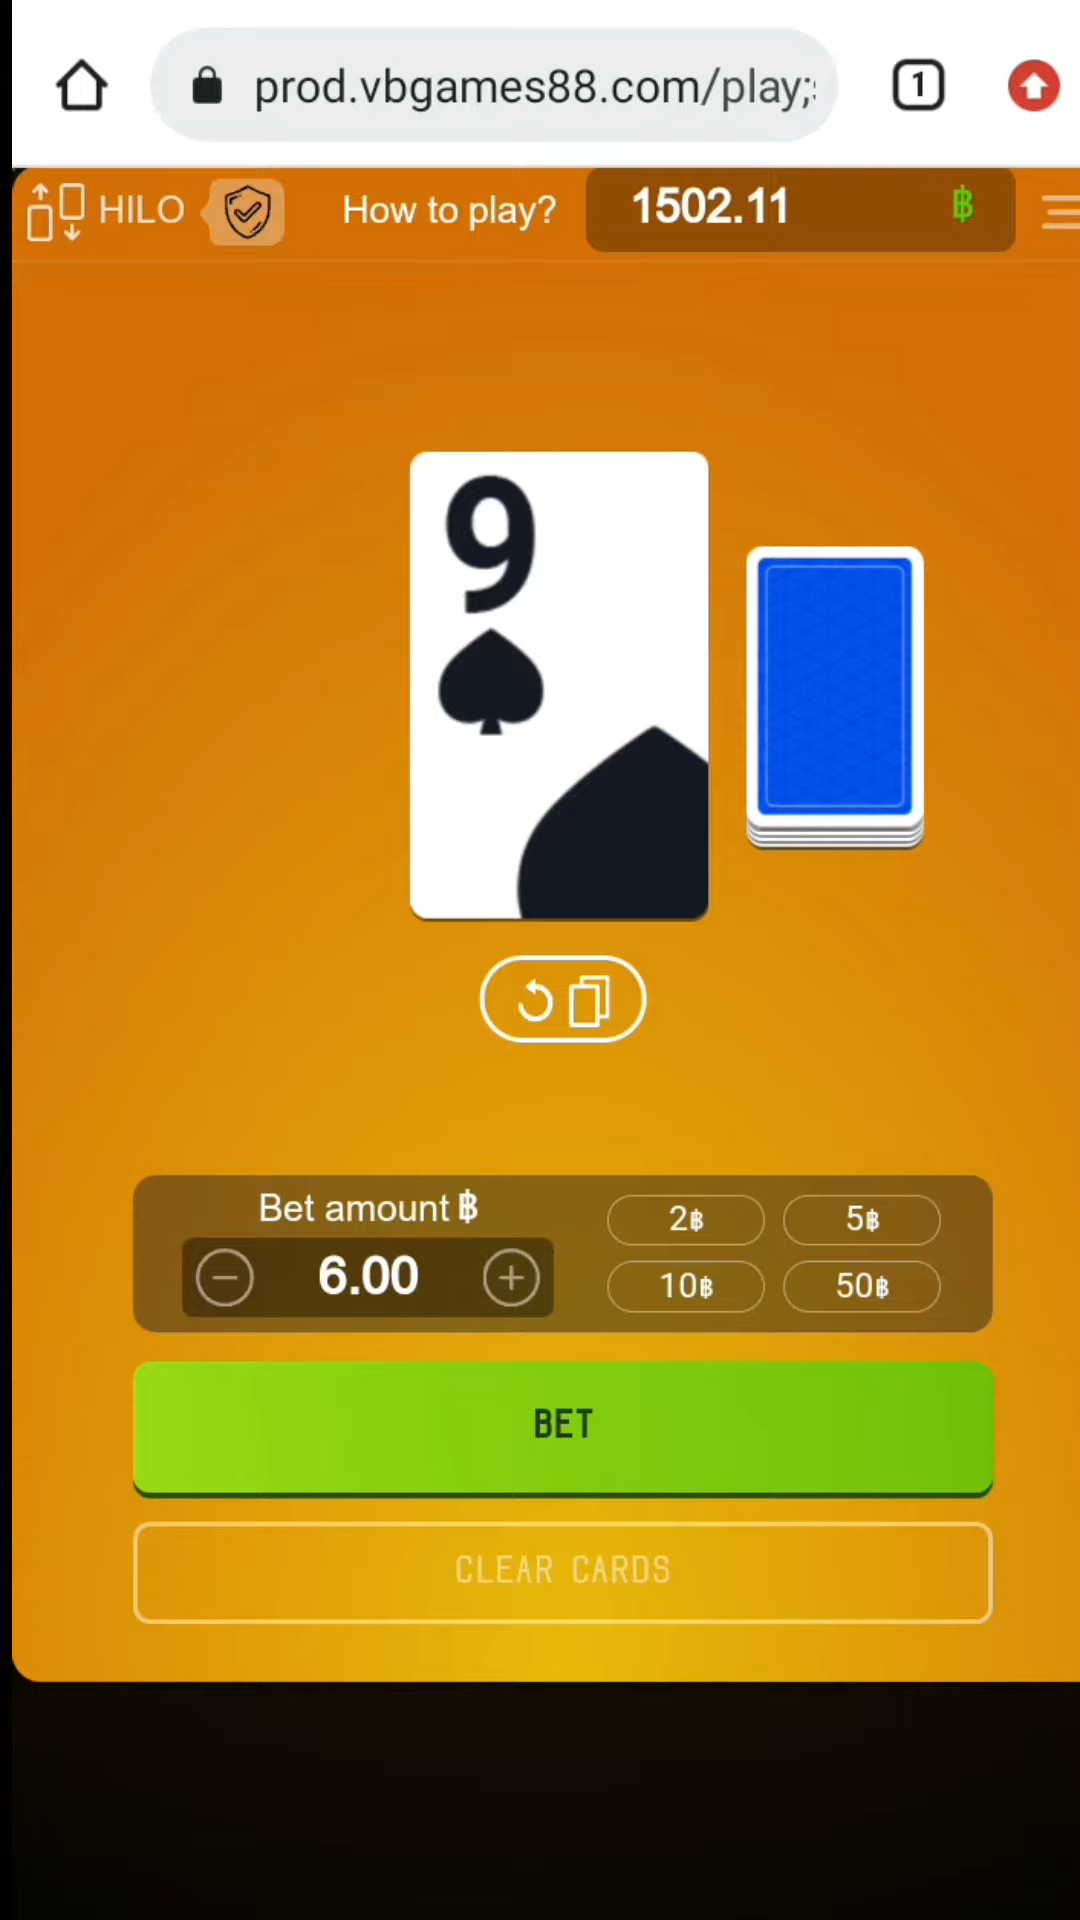 prod.vbgames88.com/play;
1
HILO
How to play?
1502.11 ฿
9
Bet amount ฿
6.00
2฿
5฿
10฿
50฿
BET
CLEAR CARDS